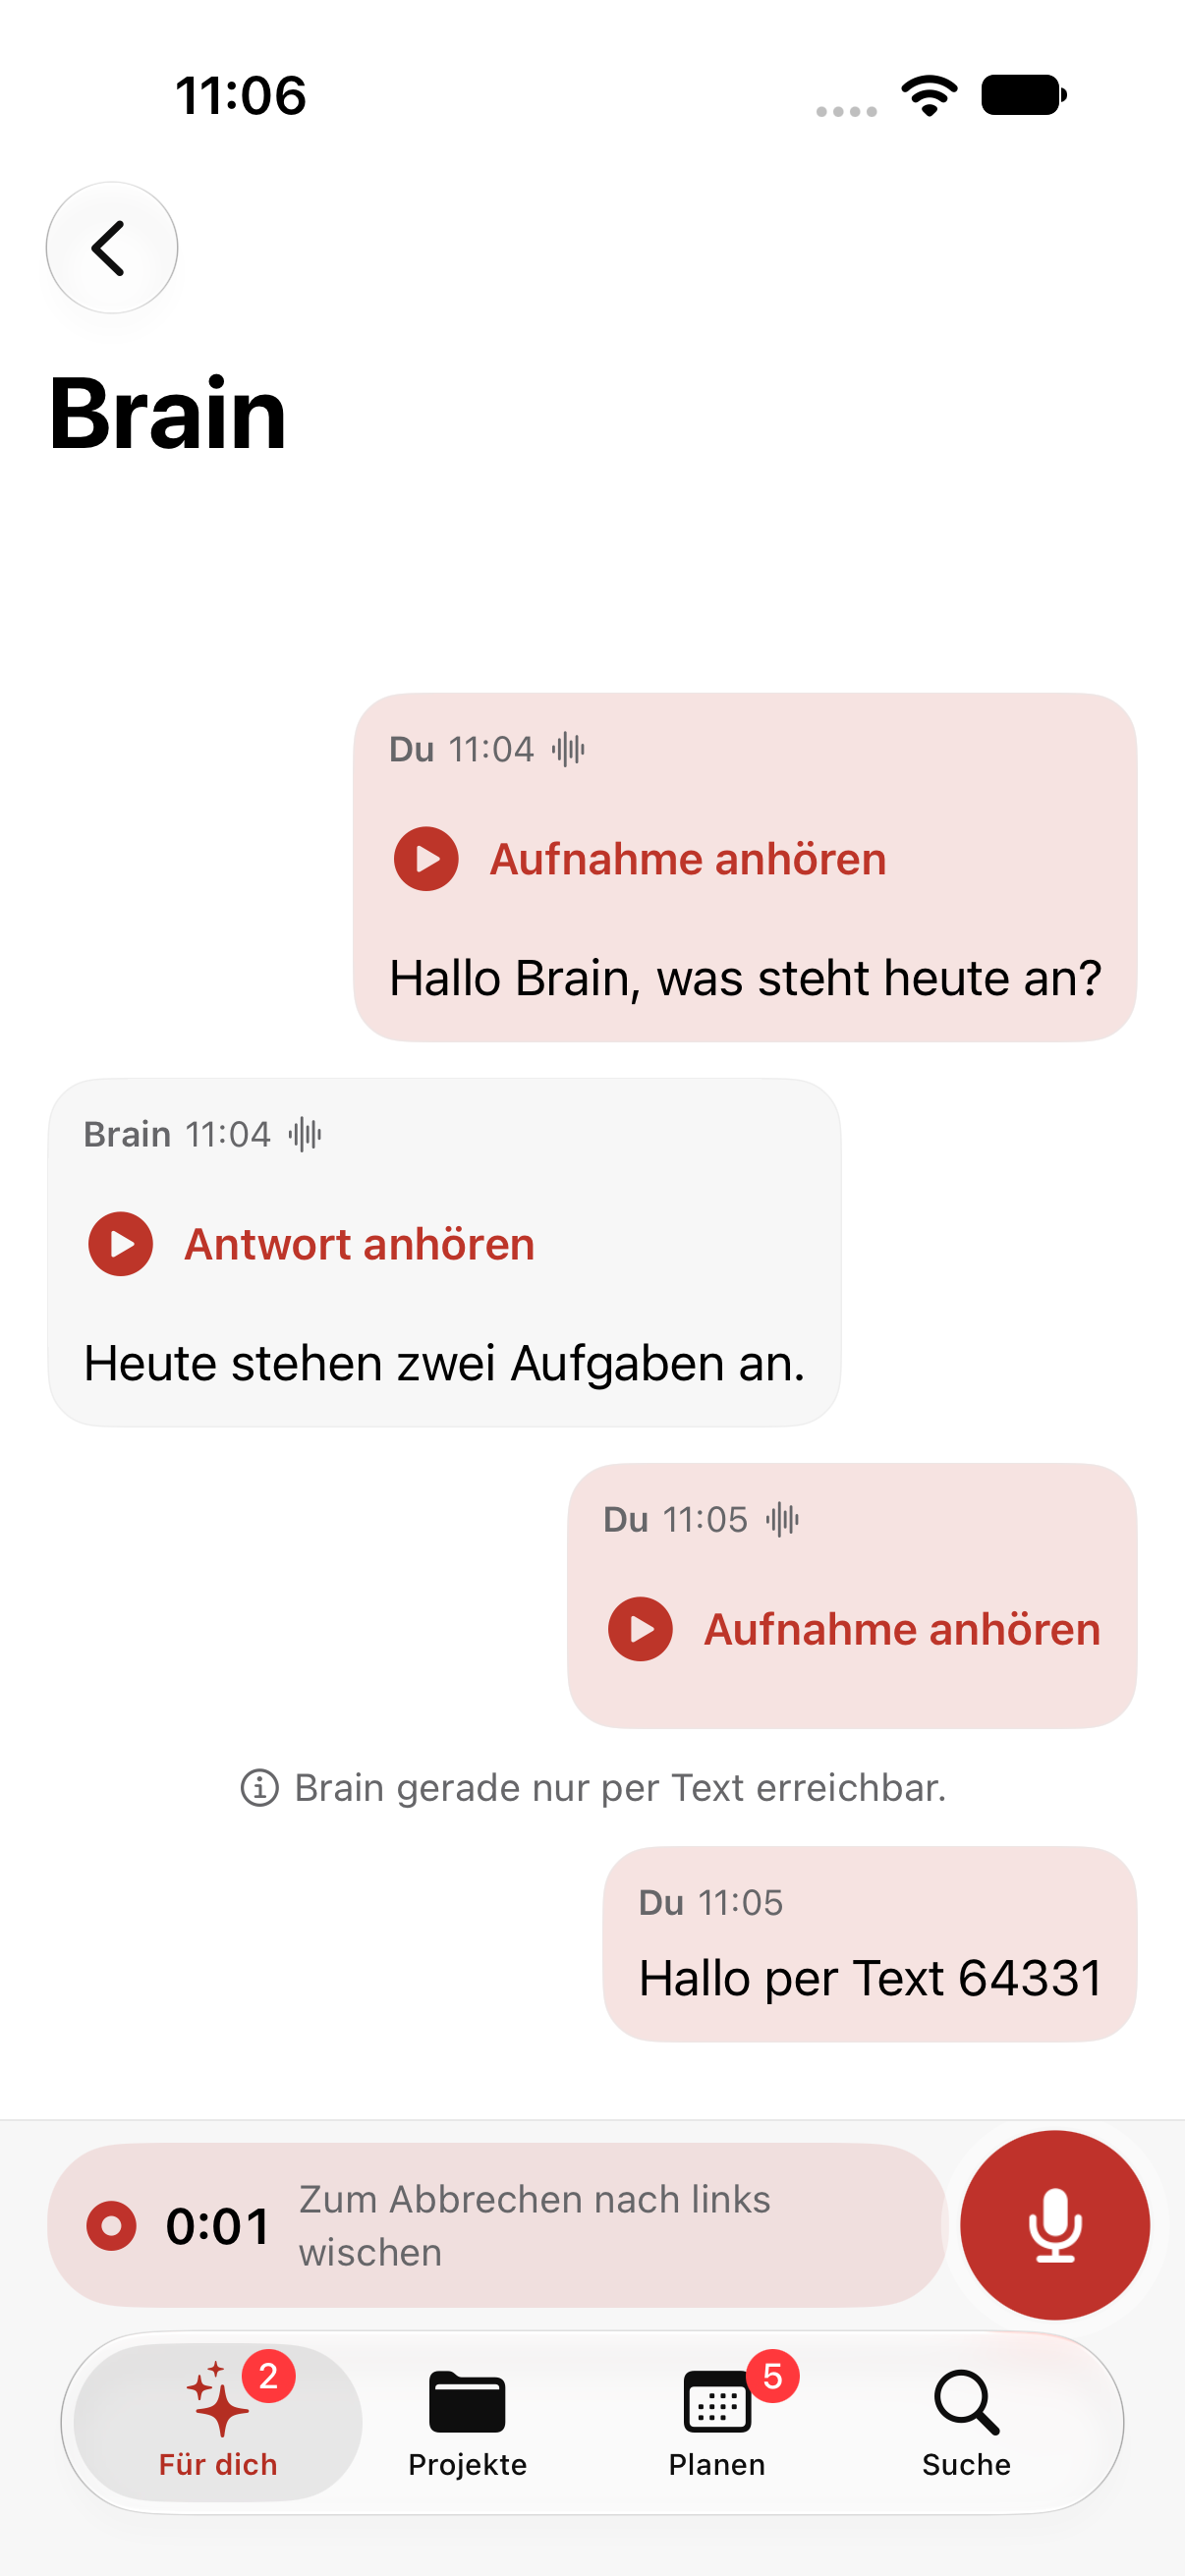 11:06
Brain
Du 11:04
Aufnahme anhören
Hallo Brain, was steht heute an?
Brain 11:04
Antwort anhören
Heute stehen zwei Aufgaben an.
Du 11:05
Aufnahme anhören
Brain gerade nur per Text erreichbar.
Du 11:05
Hallo per Text 64331
0:01
Zum Abbrechen nach links
wischen
2
5
Für dich
Projekte
Planen
Suche